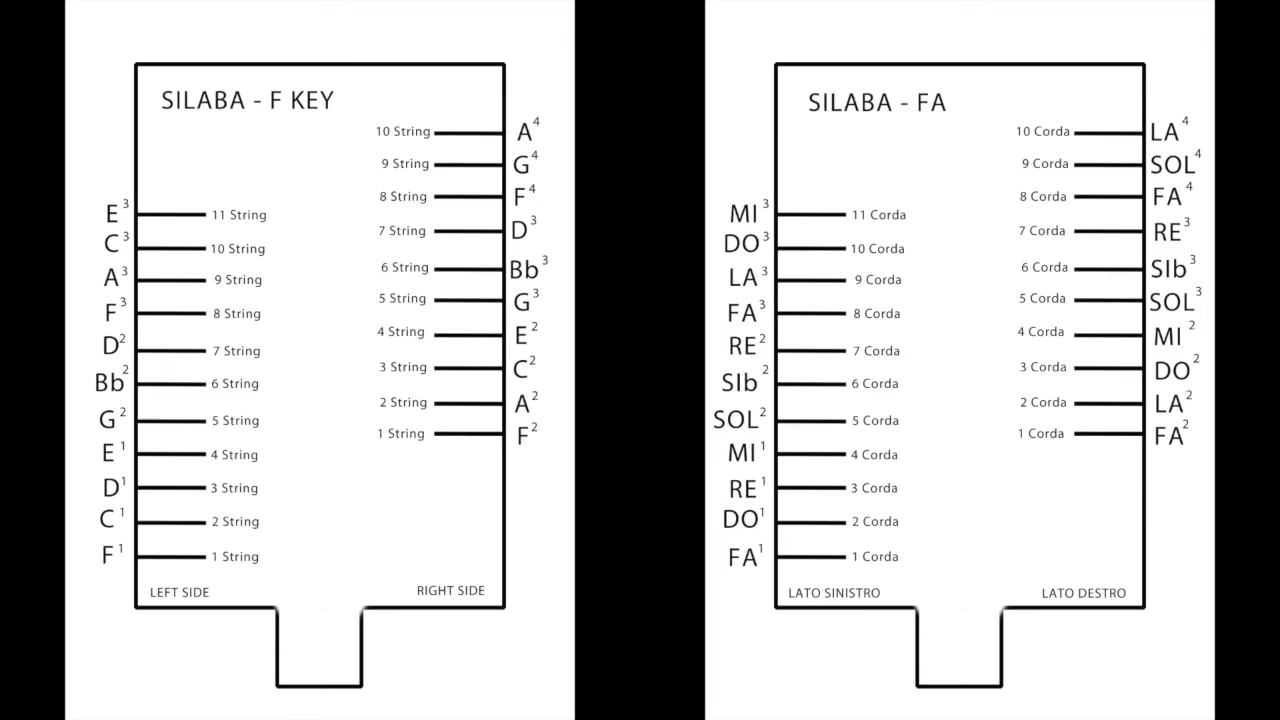 SILABA - F KEY
10 String A4
9 String G4
8 String F4
E3 11 String
7 String D3
C3 10 String
6 String Bb3
A3 9 String
5 String G3
F3 8 String
4 String E2
D2 7 String
3 String C2
Bb2 6 String
2 String A2
G2 5 String
1 String F2
E1 4 String
D1 3 String
C1 2 String
F1 1 String
LEFT SIDE
RIGHT SIDE
SILABA - FA
10 Corda LA4
9 Corda SOL4
8 Corda FA4
MI3 11 Corda
7 Corda RE3
DO3 10 Corda
6 Corda SIb3
LA3 9 Corda
5 Corda SOL3
FA3 8 Corda
4 Corda MI2
RE2 7 Corda
3 Corda DO2
SIb2 6 Corda
2 Corda LA2
SOL2 5 Corda
1 Corda FA2
MI1 4 Corda
RE1 3 Corda
DO1 2 Corda
FA1 1 Corda
LATO SINISTRO
LATO DESTRO